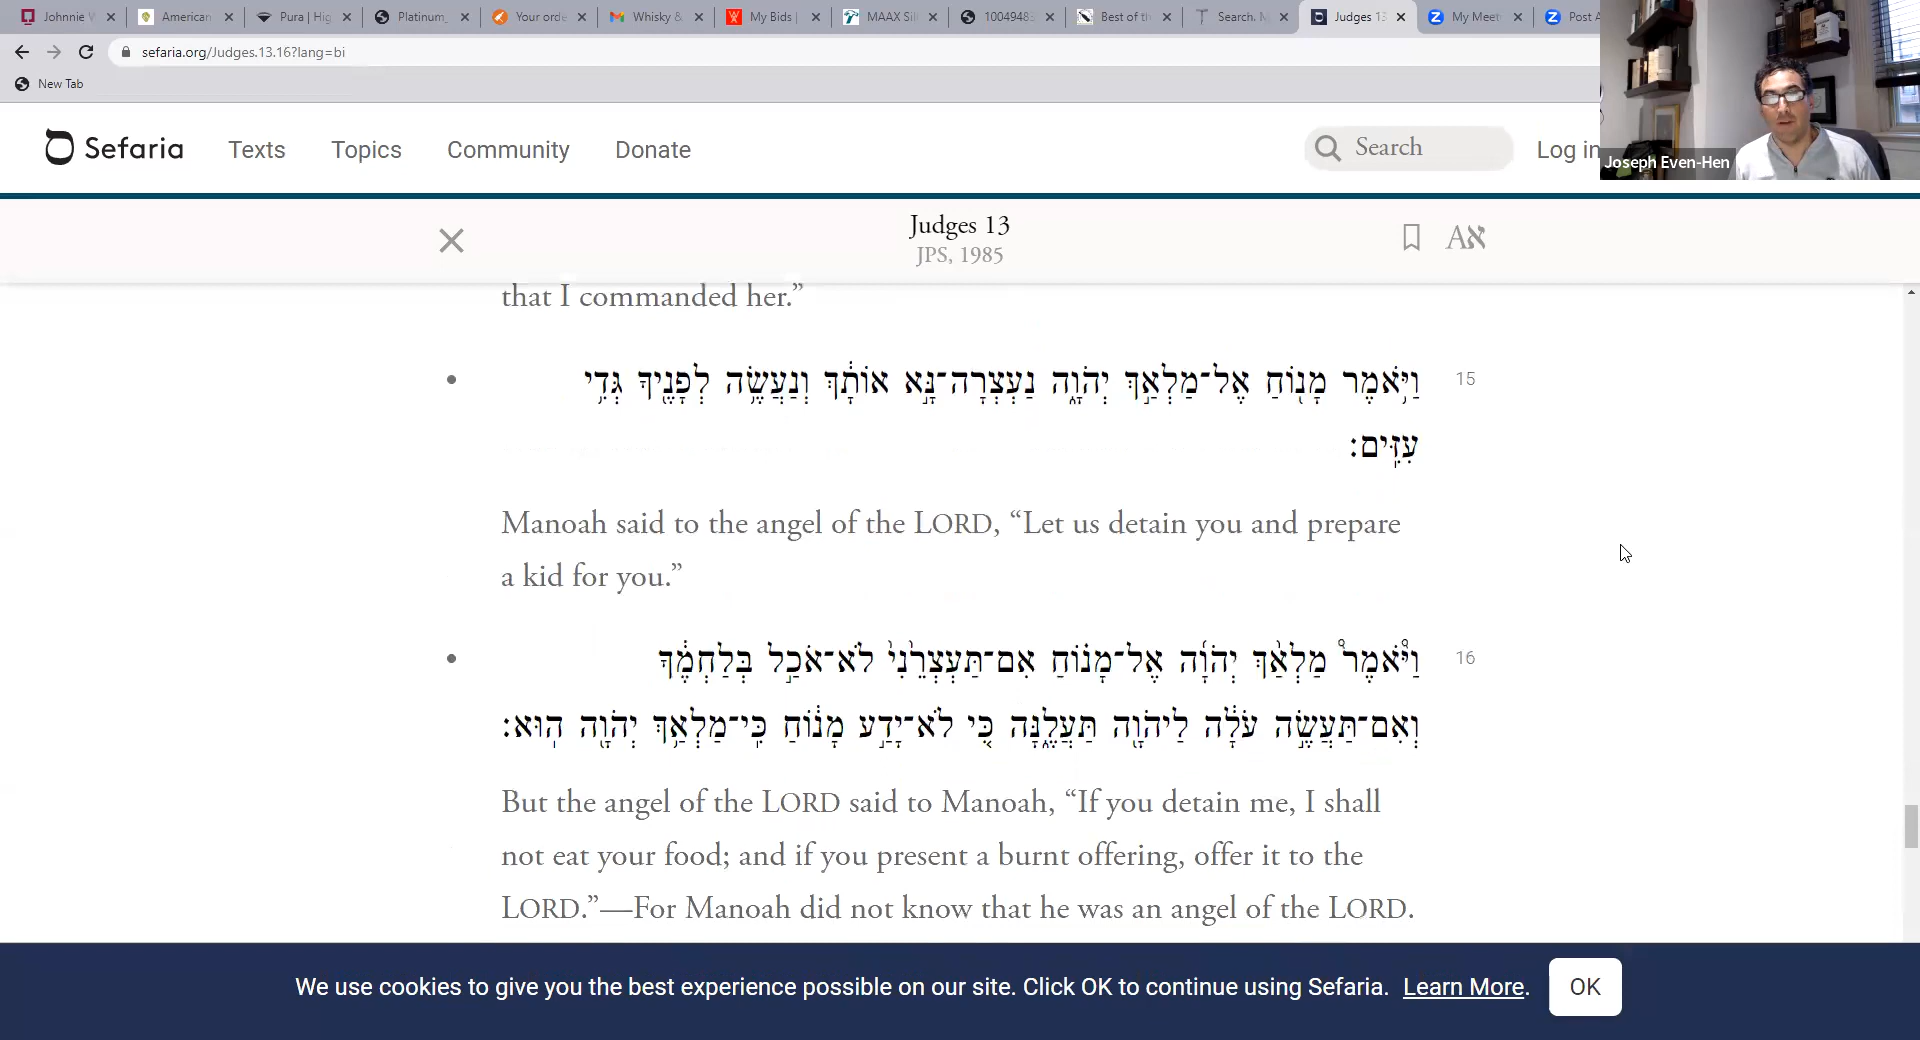 Johnnie W
American
Pura | Hig
Platinum_
Your orde
Whisky &
My Bids |
MAAX Sil
1004948
Best of th
Search. M
Judges 13
My Meet
Post A
sefaria.org/Judges.13.16?lang=bi
New Tab
Sefaria
Texts
Topics
Community
Donate
Search
Log in
Joseph Even-Hen
Judges 13
JPS, 1985
Aא
that I commanded her.”
15
וַיֹּ֥אמֶר מָנ֖וֹחַ אֶל־מַלְאַ֣ךְ יְהֹוָ֑ה נַעְצְרָה־נָּ֣א אוֹתָ֔ךְ וְנַעֲשֶׂ֥ה לְפָנֶ֖יךָ גְּדִ֥י
עִזִּֽים׃
Manoah said to the angel of the LORD, “Let us detain you and prepare
a kid for you.”
16
וַיֹּ֩אמֶר֩ מַלְאַ֨ךְ יְהֹוָ֜ה אֶל־מָנ֗וֹחַ אִם־תַּעְצְרֵ֙נִי֙ לֹא־אֹכַ֣ל בְּלַחְמֶ֔ךָ
וְאִם־תַּעֲשֶׂ֣ה עֹלָ֔ה לַיהֹוָ֖ה תַּעֲלֶ֑נָּה כִּ֚י לֹא־יָדַ֣ע מָנ֔וֹחַ כִּֽי־מַלְאַ֥ךְ יְהֹוָ֖ה הֽוּא׃
But the angel of the LORD said to Manoah, “If you detain me, I shall
not eat your food; and if you present a burnt offering, offer it to the
LORD.”—For Manoah did not know that he was an angel of the LORD.
We use cookies to give you the best experience possible on our site. Click OK to continue using Sefaria. Learn More.
OK